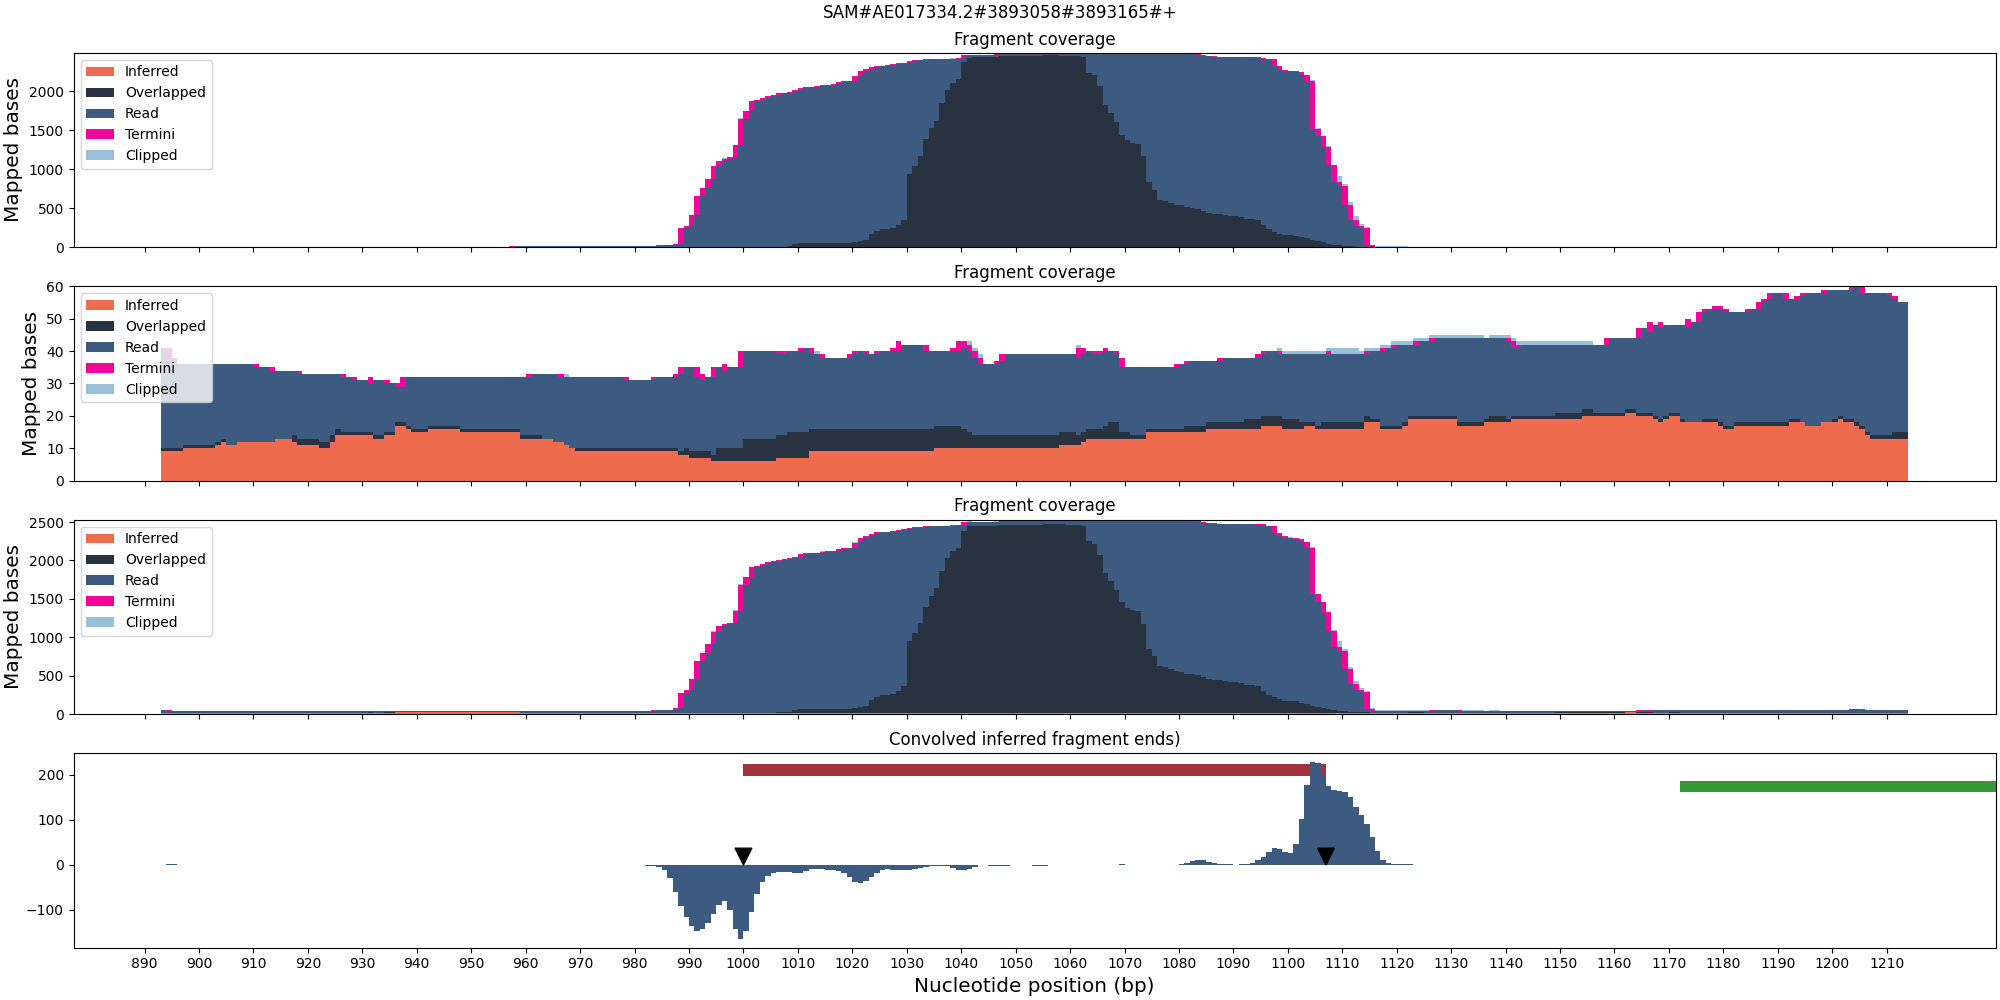 SAM#AE017334.2#3893058#3893165#+
Fragment coverage
Mapped bases
2000
1500
1000
500
0
Inferred
Overlapped
Read
Termini
Clipped
Fragment coverage
Mapped bases
60
50
40
30
20
10
0
Inferred
Overlapped
Read
Termini
Clipped
Fragment coverage
Mapped bases
2500
2000
1500
1000
500
0
Inferred
Overlapped
Read
Termini
Clipped
Convolved inferred fragment ends)
200
100
0
−100
890 900 910 920 930 940 950 960 970 980 990 1000 1010 1020 1030 1040 1050 1060 1070 1080 1090 1100 1110 1120 1130 1140 1150 1160 1170 1180 1190 1200 1210
Nucleotide position (bp)